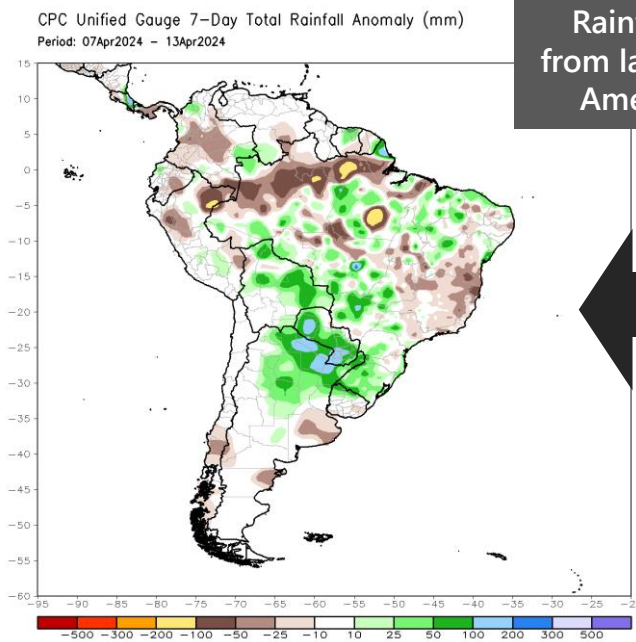 CPC Unified Gauge 7-Day Total Rainfall Anomaly (mm)
Period: 07Apr2024 - 13Apr2024
Rain
from la
Ame
15
10
5
0
-5
-10
-15
-20
-25
-30
-35
-40
-45
-50
-55
-60
-95 -90 -85 -80 -75 -70 -65 -60 -55 -50 -45 -40 -35 -30 -25 -2
-500 -300 -200 -100 -50 -25 -10 10 25 50 100 200 300 500